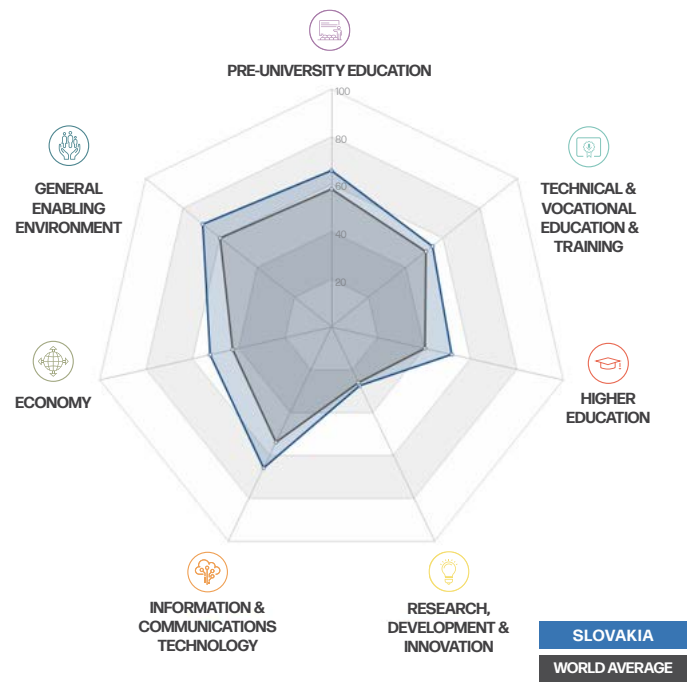 PRE-UNIVERSITY EDUCATION
100
80
60
40
20
GENERAL
ENABLING
ENVIRONMENT
TECHNICAL &
VOCATIONAL
EDUCATION &
TRAINING
ECONOMY
HIGHER
EDUCATION
INFORMATION &
COMMUNICATIONS
TECHNOLOGY
RESEARCH,
DEVELOPMENT &
INNOVATION
SLOVAKIA
WORLD AVERAGE